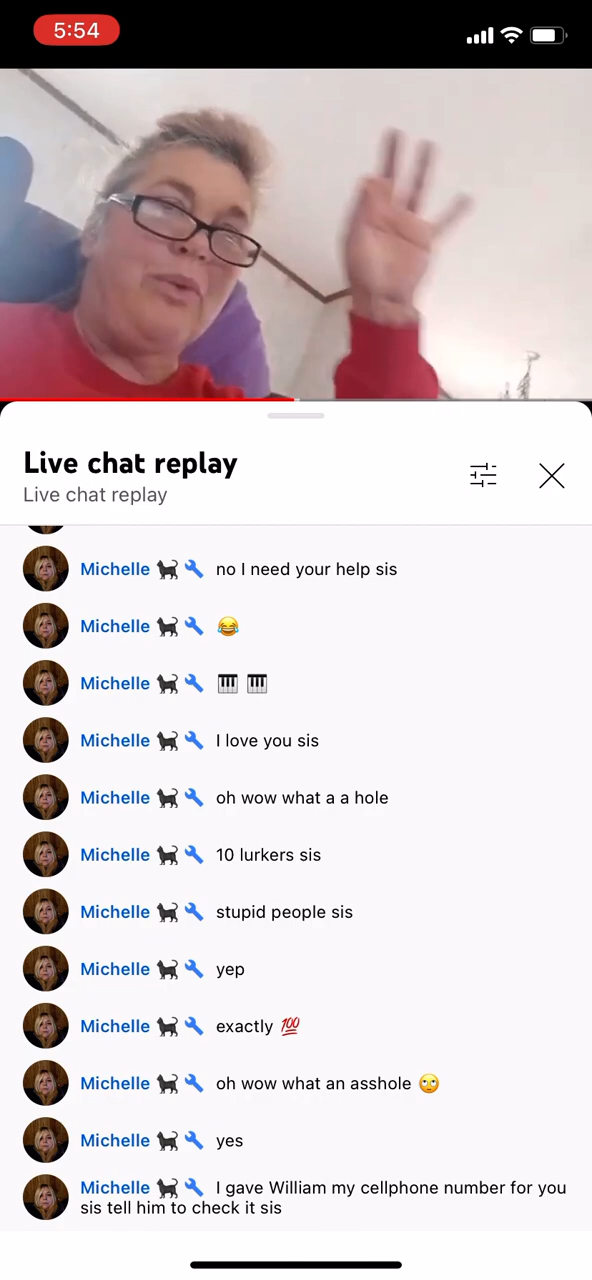 5:54
Live chat replay
Live chat replay
Michelle 🐈‍⬛ 🔧 no I need your help sis
Michelle 🐈‍⬛ 🔧 😂
Michelle 🐈‍⬛ 🔧 🎹 🎹
Michelle 🐈‍⬛ 🔧 I love you sis
Michelle 🐈‍⬛ 🔧 oh wow what a a hole
Michelle 🐈‍⬛ 🔧 10 lurkers sis
Michelle 🐈‍⬛ 🔧 stupid people sis
Michelle 🐈‍⬛ 🔧 yep
Michelle 🐈‍⬛ 🔧 exactly 💯
Michelle 🐈‍⬛ 🔧 oh wow what an asshole 🙄
Michelle 🐈‍⬛ 🔧 yes
Michelle 🐈‍⬛ 🔧 I gave William my cellphone number for you
sis tell him to check it sis